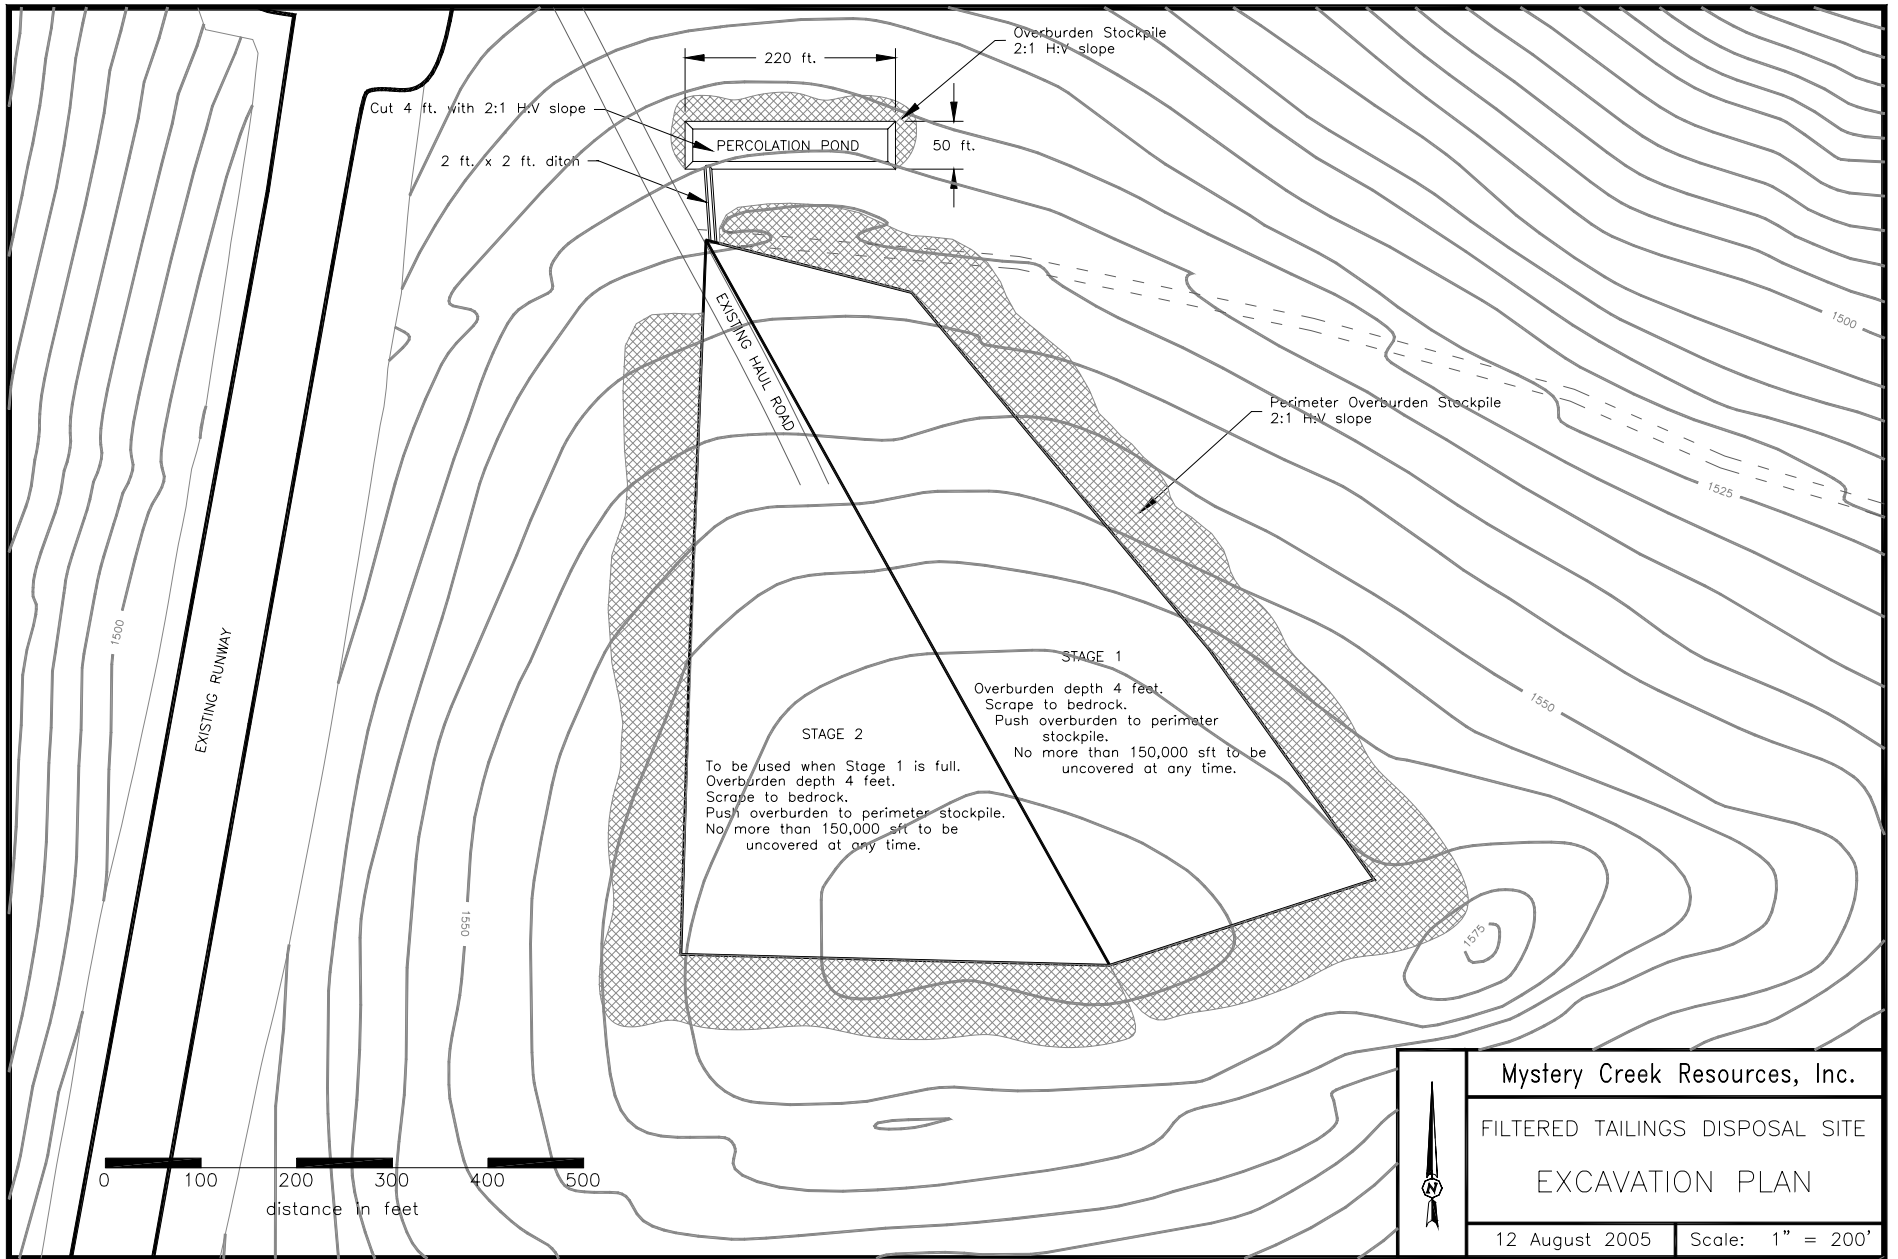 Overburden Stockpile
2:1 H:V slope
220 ft.
Cut 4 ft. with 2:1 H:V slope
PERCOLATION POND
50 ft.
2 ft. x 2 ft. ditch
EXISTING HAUL ROAD
1500
Perimeter Overburden Stockpile
2:1 H:V slope
1525
1500
EXISTING RUNWAY
STAGE 1
Overburden depth 4 feet.
Scrape to bedrock.
Push overburden to perimeter
stockpile.
No more than 150,000 sft to be
uncovered at any time.
1550
STAGE 2
To be used when Stage 1 is full.
Overburden depth 4 feet.
Scrape to bedrock.
Push overburden to perimeter stockpile.
No more than 150,000 sft to be
uncovered at any time.
1550
1575
0 100 200 300 400 500
distance in feet
N
Mystery Creek Resources, Inc.
FILTERED TAILINGS DISPOSAL SITE
EXCAVATION PLAN
12 August 2005
Scale: 1" = 200'